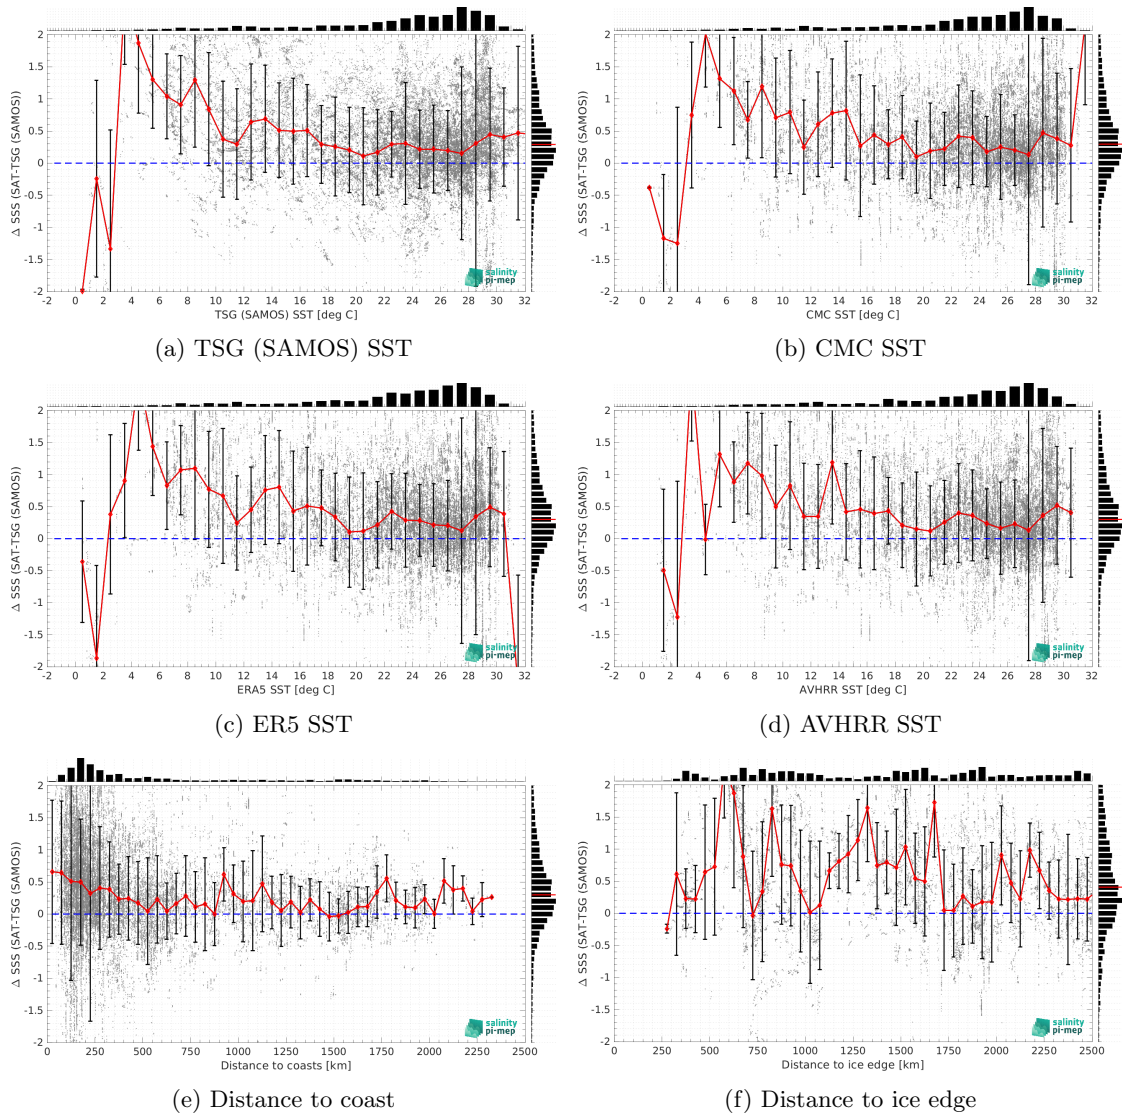 2
1.5
1
0.5
0
-0.5
-1
-1.5
-2
Δ SSS (SAT-TSG (SAMOS))
-2 0 2 4 6 8 10 12 14 16 18 20 22 24 26 28 30 32
TSG (SAMOS) SST [deg C]
salinity
pi-mep
(a) TSG (SAMOS) SST
2
1.5
1
0.5
0
-0.5
-1
-1.5
-2
Δ SSS (SAT-TSG (SAMOS))
-2 0 2 4 6 8 10 12 14 16 18 20 22 24 26 28 30 32
CMC SST [deg C]
salinity
pi-mep
(b) CMC SST
2
1.5
1
0.5
0
-0.5
-1
-1.5
-2
Δ SSS (SAT-TSG (SAMOS))
-2 0 2 4 6 8 10 12 14 16 18 20 22 24 26 28 30 32
ERA5 SST [deg C]
salinity
pi-mep
(c) ER5 SST
2
1.5
1
0.5
0
-0.5
-1
-1.5
-2
Δ SSS (SAT-TSG (SAMOS))
-2 0 2 4 6 8 10 12 14 16 18 20 22 24 26 28 30 32
AVHRR SST [deg C]
salinity
pi-mep
(d) AVHRR SST
2
1.5
1
0.5
0
-0.5
-1
-1.5
-2
Δ SSS (SAT-TSG (SAMOS))
0 250 500 750 1000 1250 1500 1750 2000 2250 2500
Distance to coasts [km]
salinity
pi-mep
(e) Distance to coast
2
1.5
1
0.5
0
-0.5
-1
-1.5
-2
Δ SSS (SAT-TSG (SAMOS))
0 250 500 750 1000 1250 1500 1750 2000 2250 2500
Distance to ice edge [km]
salinity
pi-mep
(f) Distance to ice edge